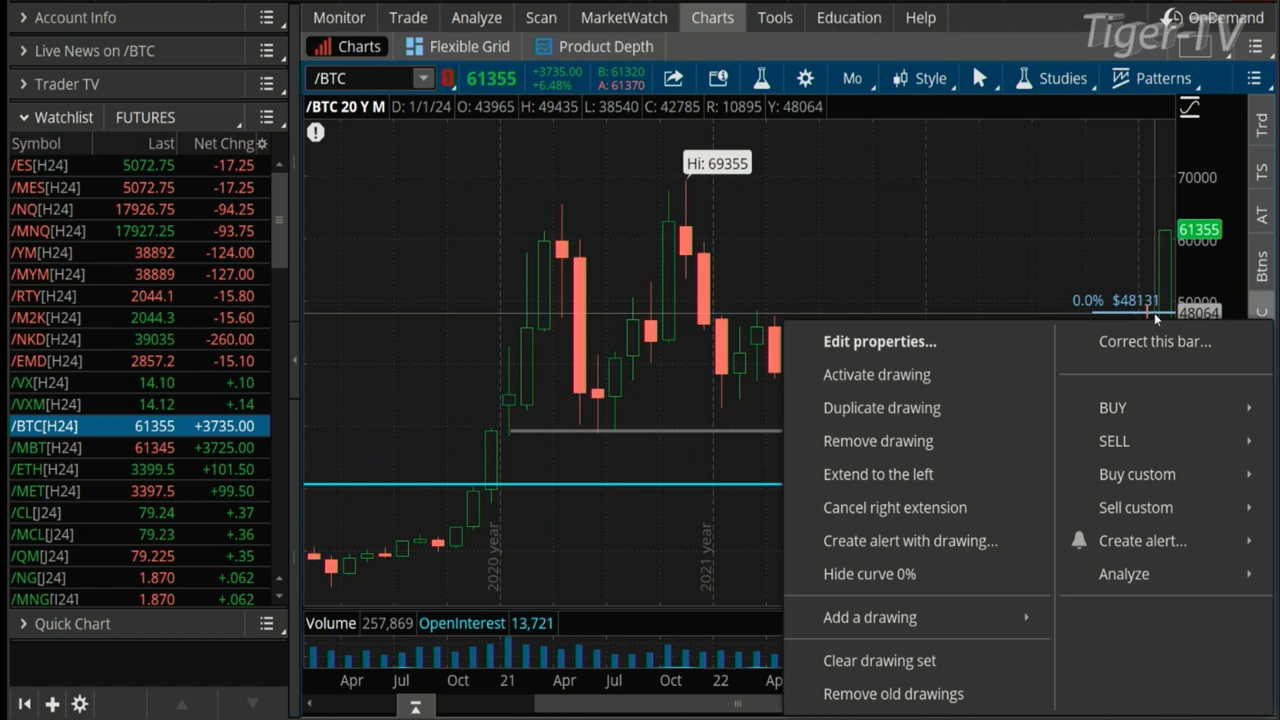 Account Info
Live News on /BTC
Trader TV
Watchlist FUTURES
Symbol Last Net Chng
/ES[H24] 5072.75 -17.25
/MES[H24] 5072.75 -17.25
/NQ[H24] 17926.75 -94.25
/MNQ[H24] 17927.25 -93.75
/YM[H24] 38892 -124.00
/MYM[H24] 38889 -127.00
/RTY[H24] 2044.1 -15.80
/M2K[H24] 2044.3 -15.60
/NKD[H24] 39035 -260.00
/EMD[H24] 2857.2 -15.10
/VX[H24] 14.10 +.10
/VXM[H24] 14.12 +.14
/BTC[H24] 61355 +3735.00
/MBT[H24] 61345 +3725.00
/ETH[H24] 3399.5 +101.50
/MET[H24] 3397.5 +99.50
/CL[J24] 79.24 +.37
/MCL[J24] 79.23 +.36
/QM[J24] 79.225 +.35
/NG[J24] 1.870 +.062
/MNG[J24] 1.870 +.062
Quick Chart
Monitor Trade Analyze Scan MarketWatch Charts Tools Education Help OnDemand
Tiger-TV
Charts Flexible Grid Product Depth
/BTC 61355 +3735.00 B: 61320
+6.48% A: 61370
Mo Style Studies Patterns
/BTC 20 Y M D: 1/1/24 O: 43965 H: 49435 L: 38540 C: 42785 R: 10895 Y: 48064
Hi: 69355
70000
61355
60000
50000
48064
0.0% $48131
Trd
TS
AT
Btns
C
2020 year
2021 year
Volume 257,869 OpenInterest 13,721
Apr Jul Oct 21 Apr Jul Oct 22 Ap
Edit properties...
Activate drawing
Duplicate drawing
Remove drawing
Extend to the left
Cancel right extension
Create alert with drawing...
Hide curve 0%
Add a drawing
Clear drawing set
Remove old drawings
Correct this bar...
BUY
SELL
Buy custom
Sell custom
Create alert...
Analyze